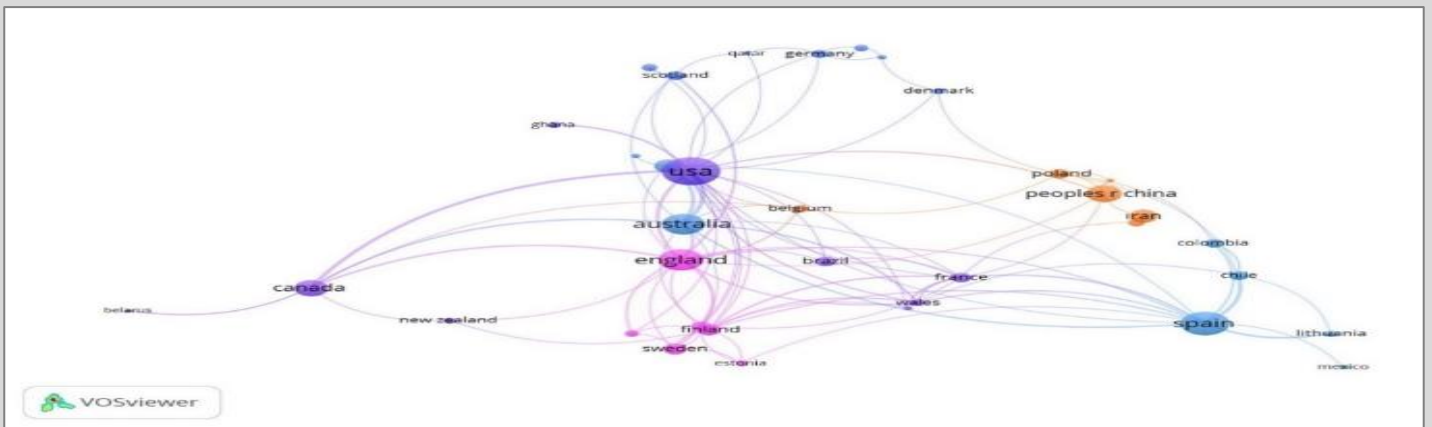 qatar
germany
scotland
denmark
ghana
usa
poland
peoples r china
belgium
iran
australia
colombia
england
brazil
chile
france
canada
wales
belarus
new zealand
spain
finland
lithuania
sweden
estonia
mexico
VOSviewer